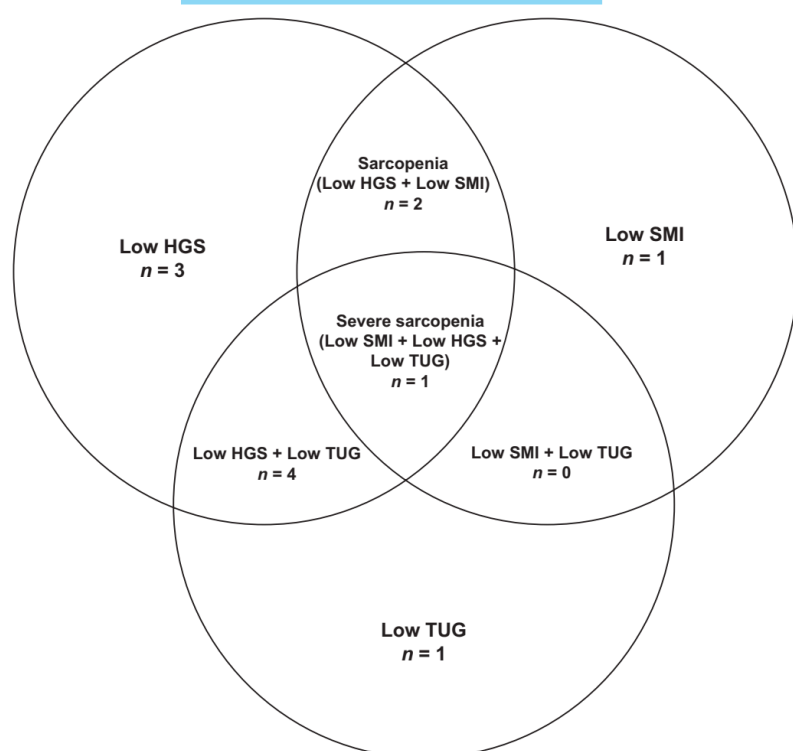 Sarcopenia
(Low HGS + Low SMI)
n = 2
Low HGS
n = 3
Low SMI
n = 1
Severe sarcopenia
(Low SMI + Low HGS +
Low TUG)
n = 1
Low HGS + Low TUG
n = 4
Low SMI + Low TUG
n = 0
Low TUG
n = 1